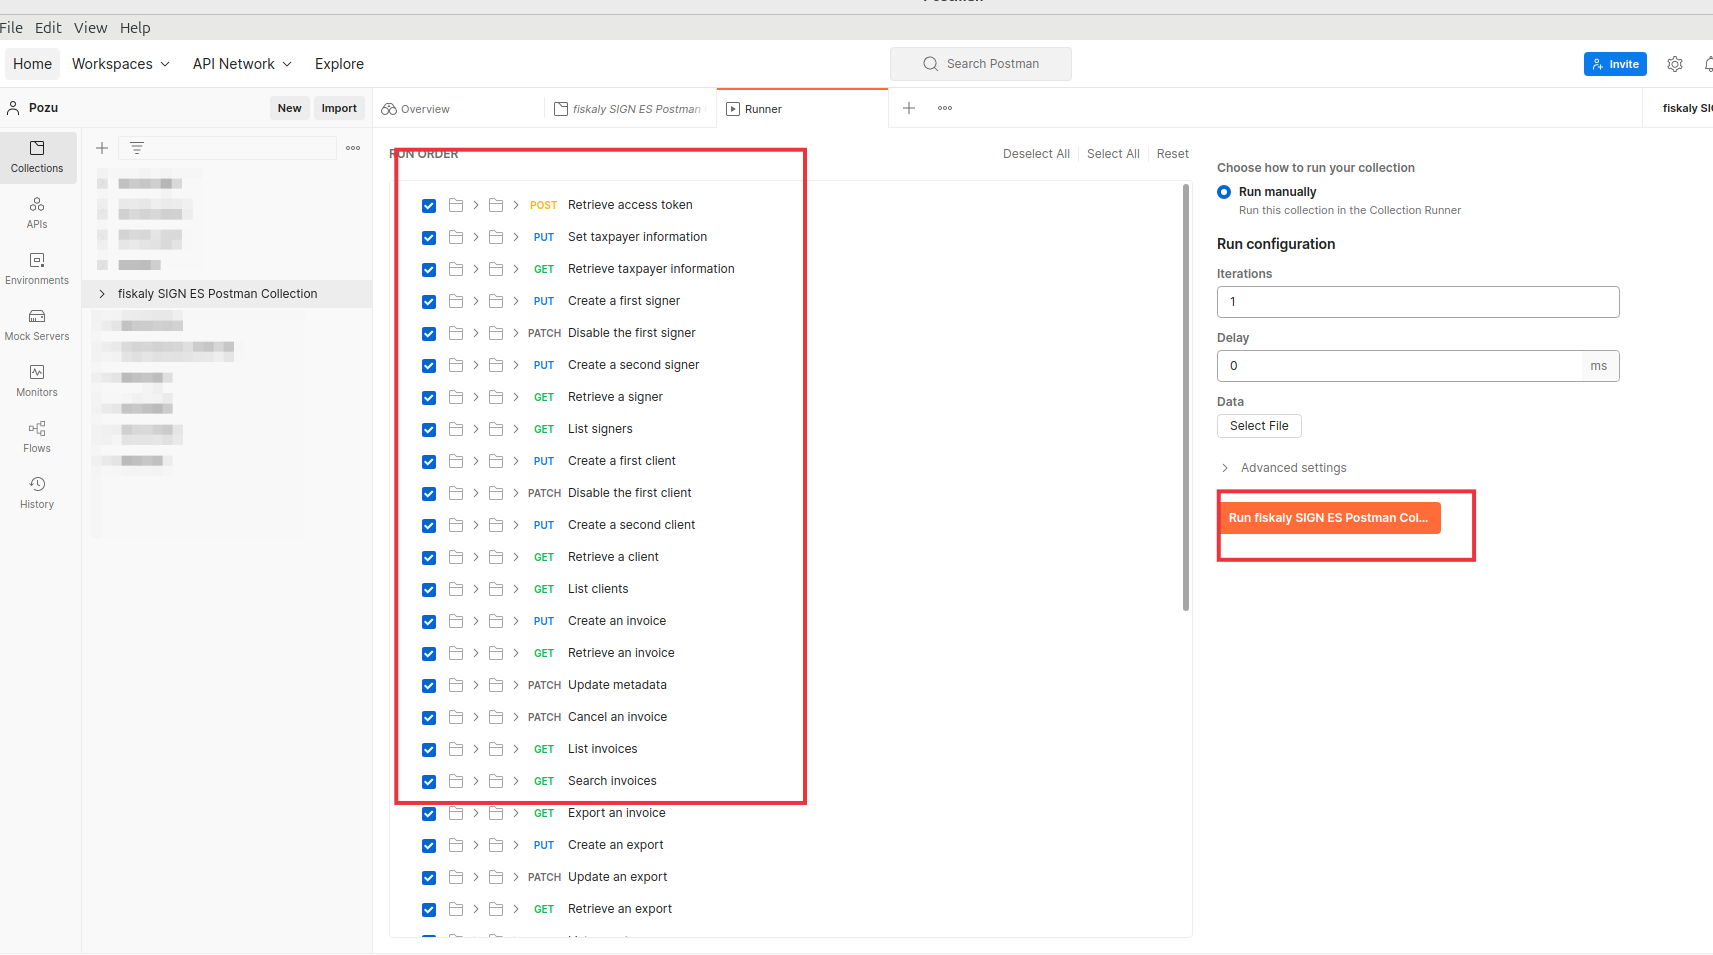 File Edit View Help
Home Workspaces API Network Explore Search Postman Invite
Pozu New Import Overview fiskaly SIGN ES Postman Runner fiskaly SI
Collections
APIs
Environments
Mock Servers
Monitors
Flows
History
fiskaly SIGN ES Postman Collection
RUN ORDER Deselect All Select All Reset
POST Retrieve access token
PUT Set taxpayer information
GET Retrieve taxpayer information
PUT Create a first signer
PATCH Disable the first signer
PUT Create a second signer
GET Retrieve a signer
GET List signers
PUT Create a first client
PATCH Disable the first client
PUT Create a second client
GET Retrieve a client
GET List clients
PUT Create an invoice
GET Retrieve an invoice
PATCH Update metadata
PATCH Cancel an invoice
GET List invoices
GET Search invoices
GET Export an invoice
PUT Create an export
PATCH Update an export
GET Retrieve an export
Choose how to run your collection
Run manually
Run this collection in the Collection Runner
Run configuration
Iterations
1
Delay
0 ms
Data
Select File
Advanced settings
Run fiskaly SIGN ES Postman Col...